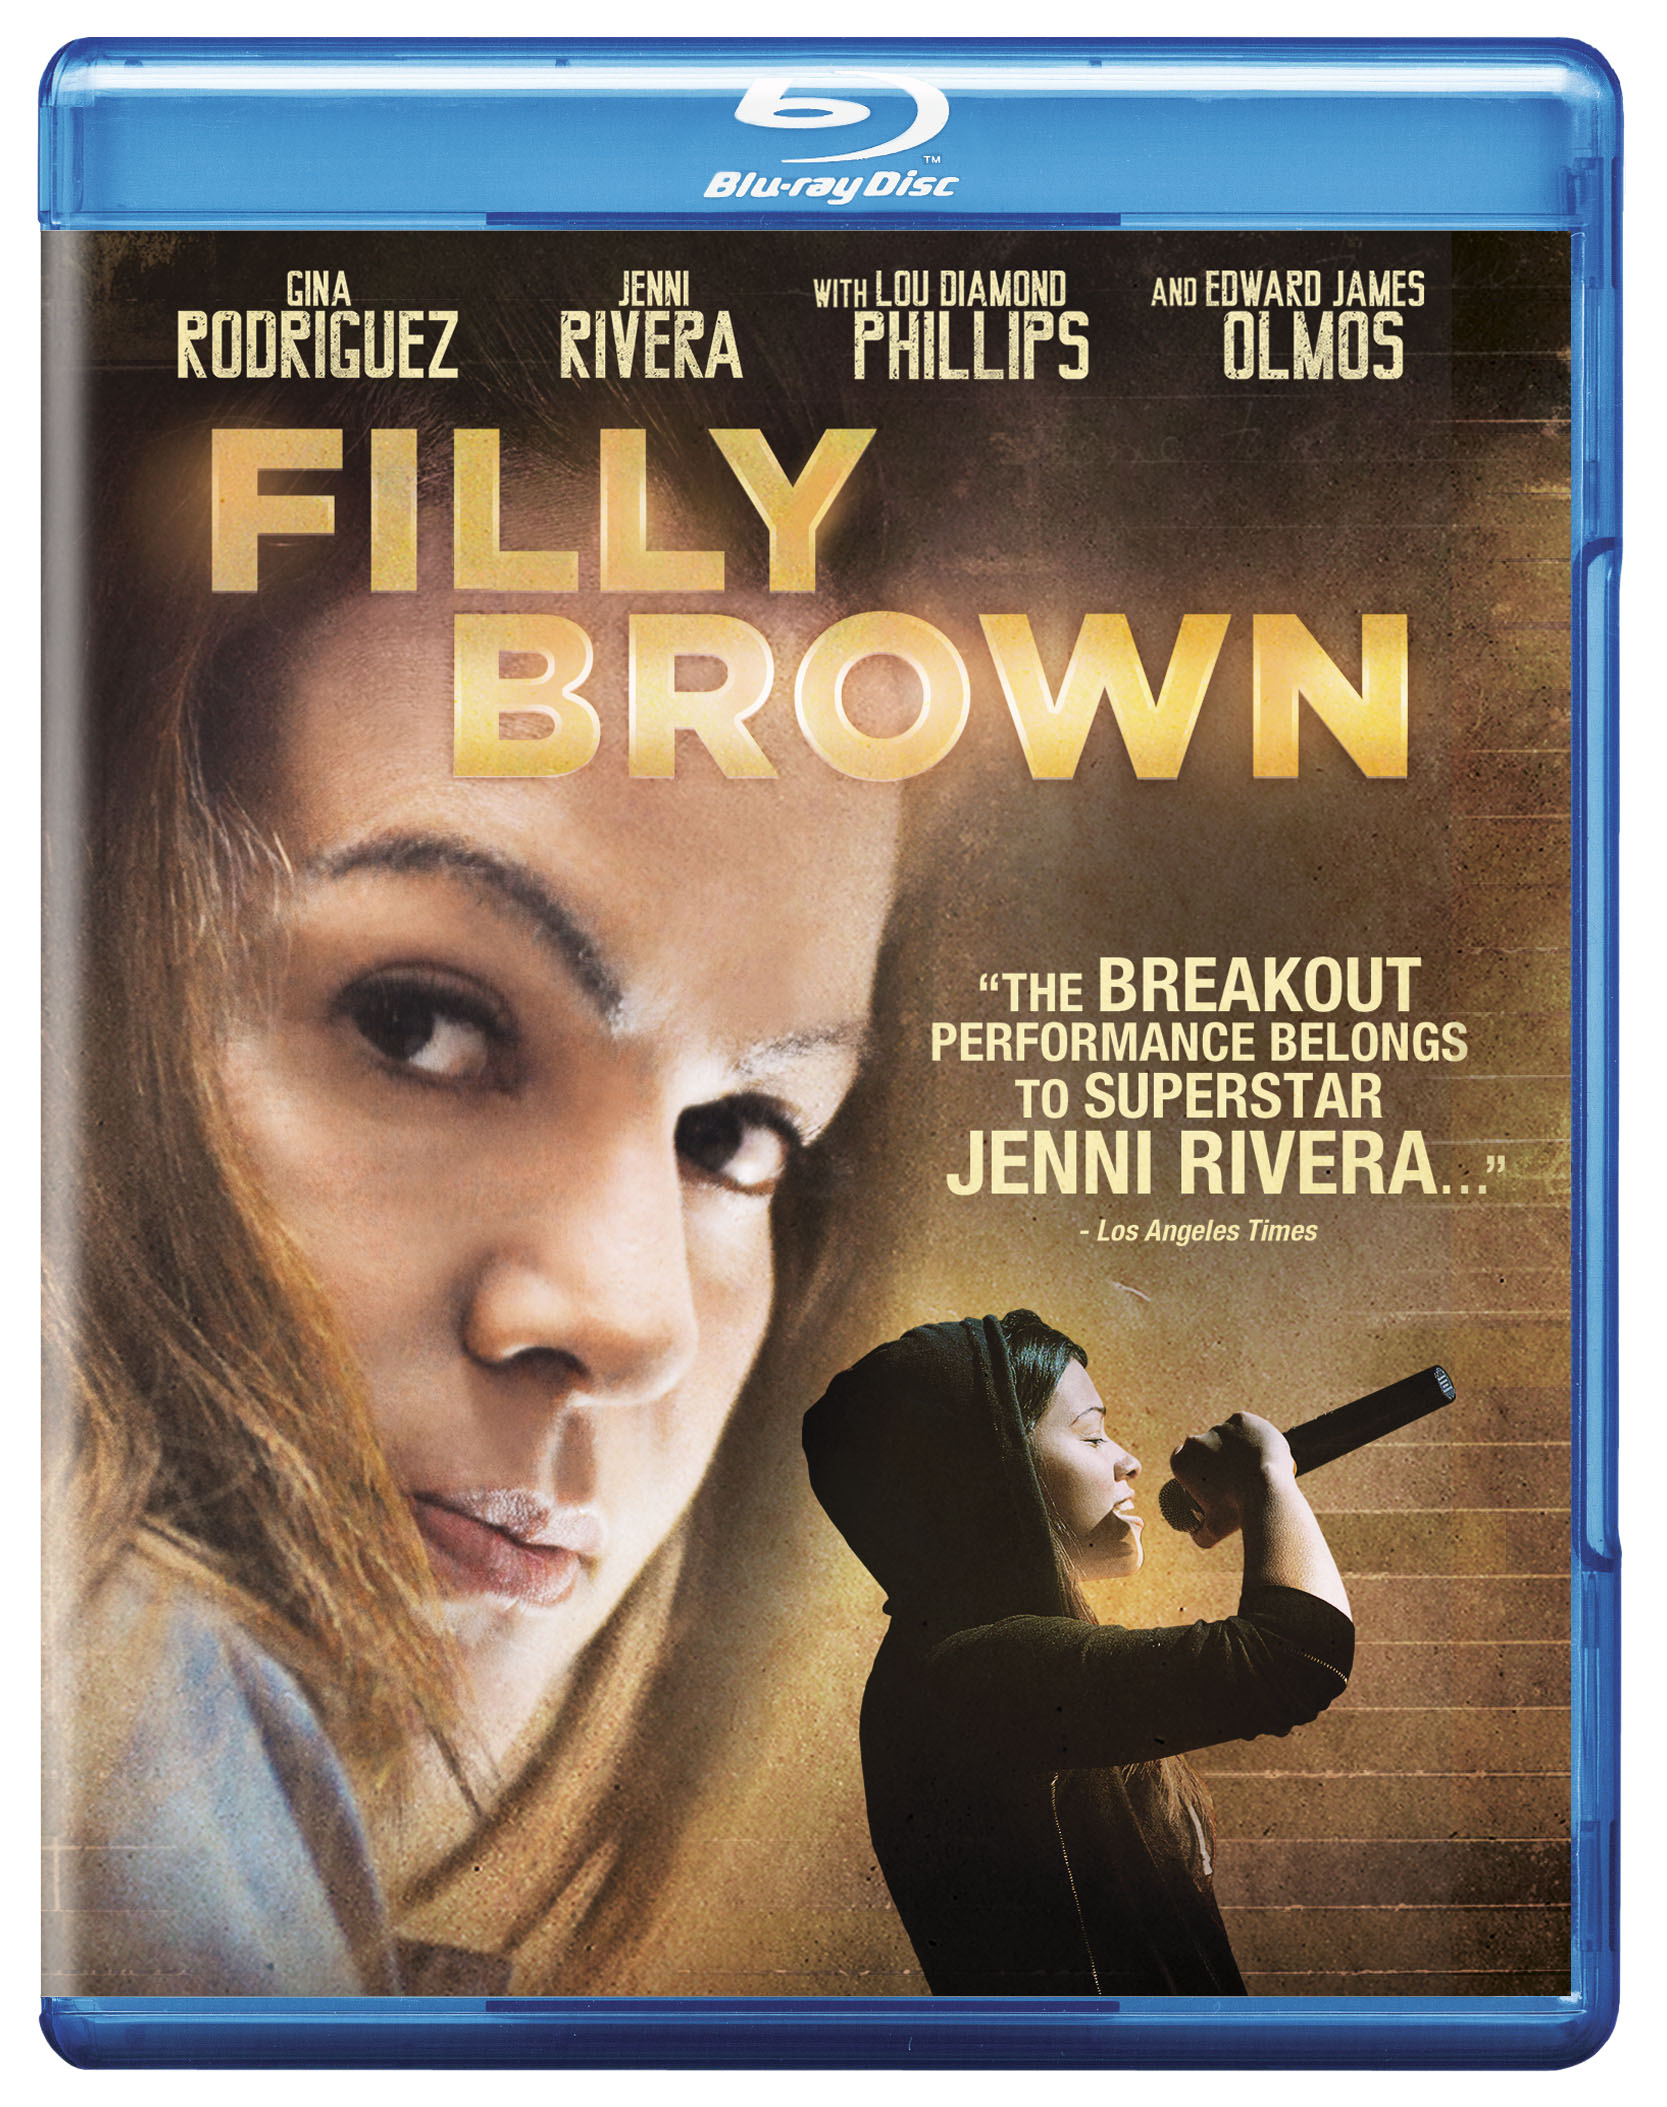 Blu-ray Disc™
GINA
RODRIGUEZ
JENNI
RIVERA
WITH LOU DIAMOND
PHILLIPS
AND EDWARD JAMES
OLMOS
FILLY
BROWN
“THE BREAKOUT
PERFORMANCE BELONGS
TO SUPERSTAR
JENNI RIVERA...”
- Los Angeles Times